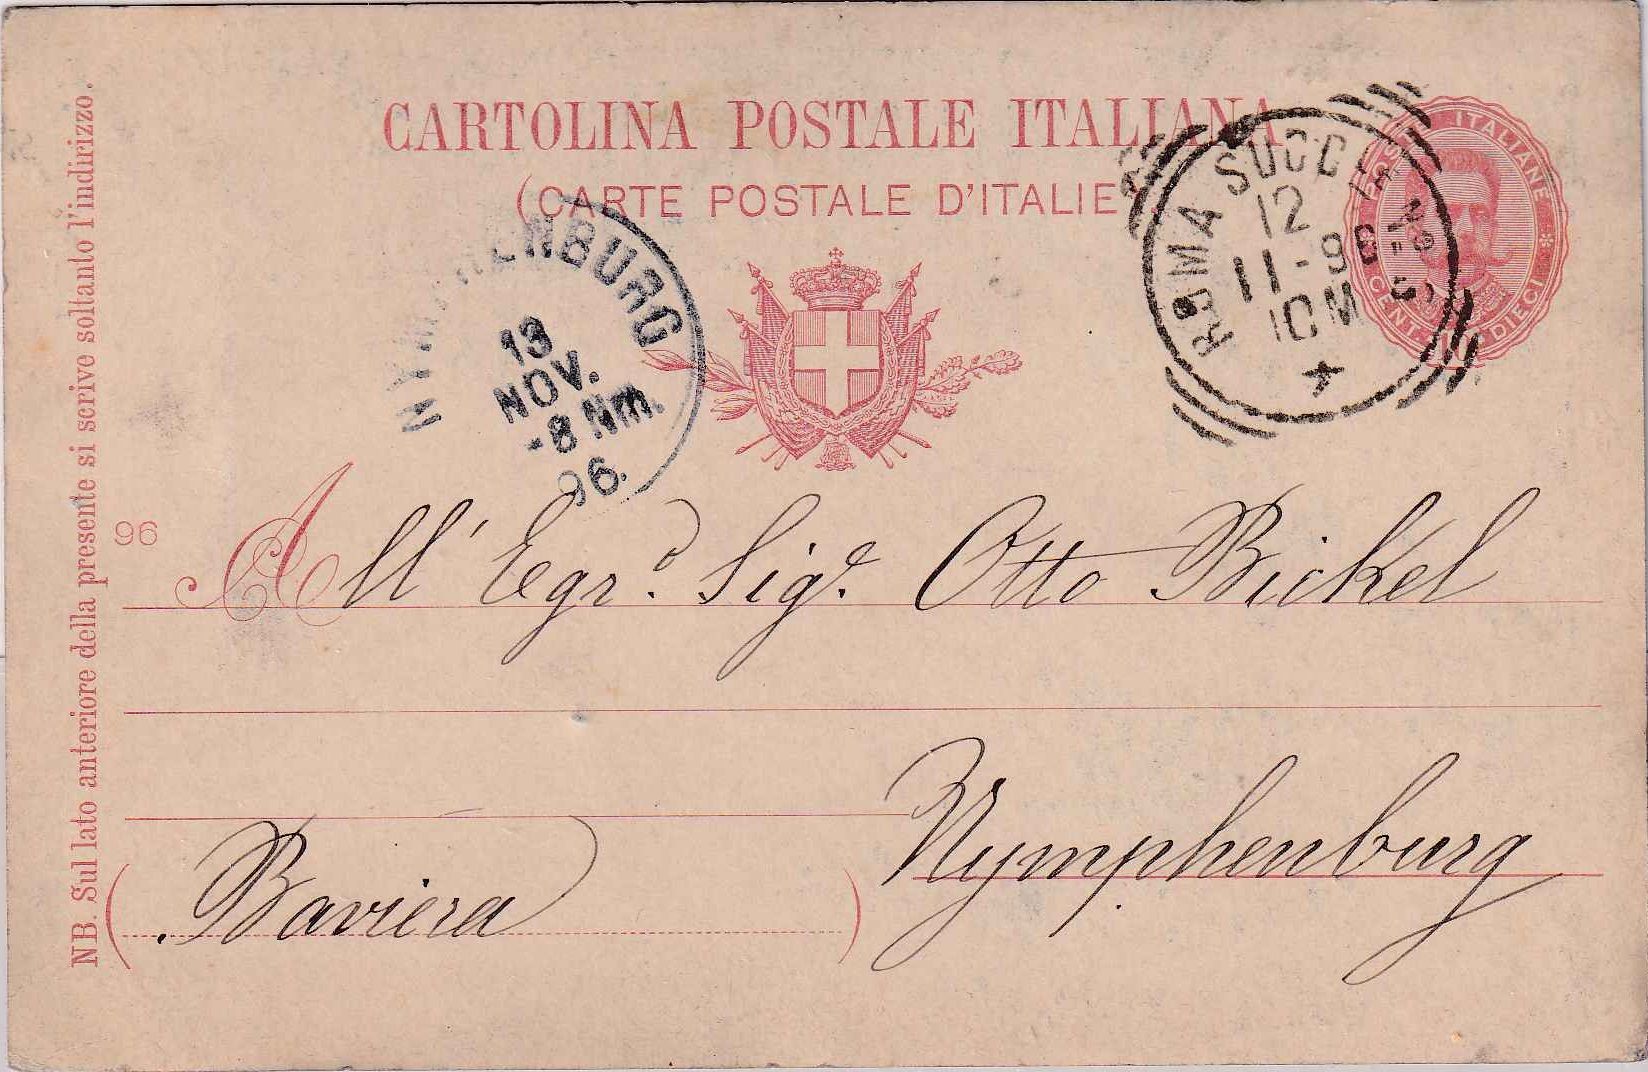 CARTOLINA POSTALE ITALIANA
(CARTE POSTALE D'ITALIE)
POSTE ITALIANE
CENT. DIECI
ROMA SUCC
12
11-96
10M
NYMPHENBURG
13
NOV.
-8 Nm.
96.
96
All' Egr.º Sig.e Otto Bickel
Nymphenburg
(Baviera)
NB. Sul lato anteriore della presente si scrive soltanto l'indirizzo.